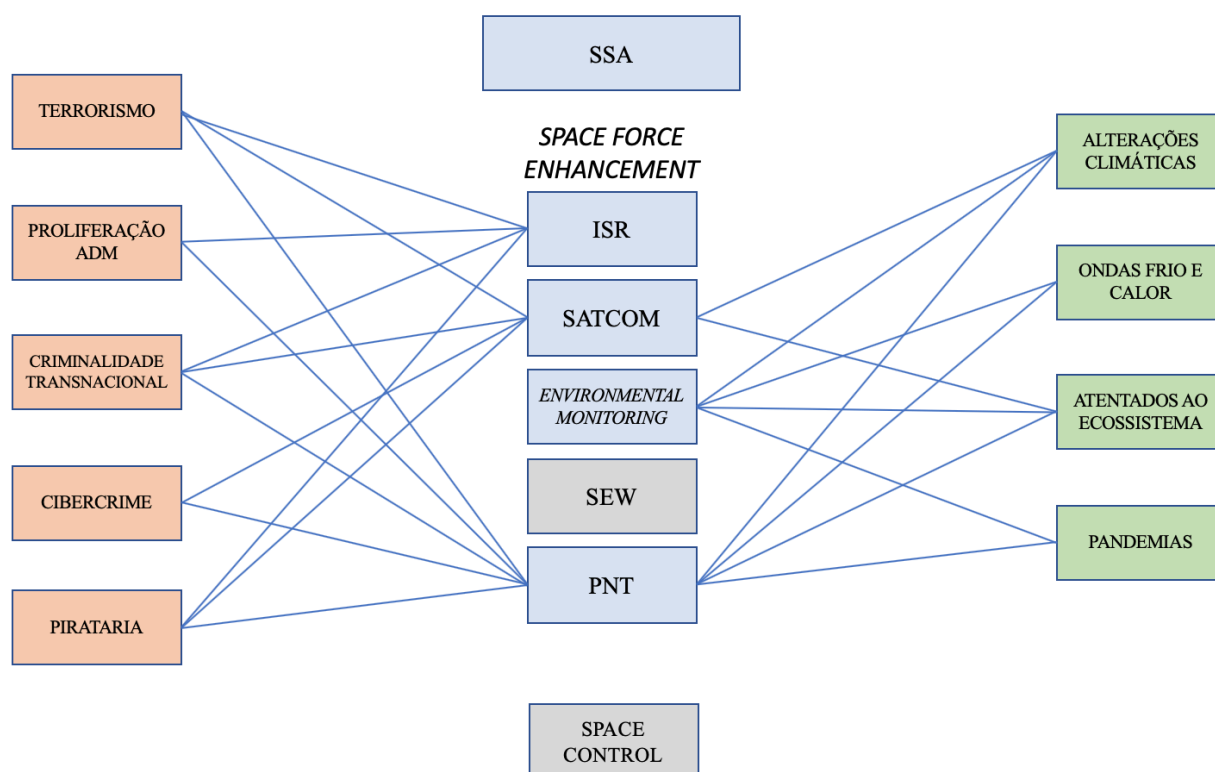 SSA
TERRORISMO
PROLIFERAÇÃO
ADM
CRIMINALIDADE
TRANSNACIONAL
CIBERCRIME
PIRATARIA
SPACE FORCE
ENHANCEMENT
ISR
SATCOM
ENVIRONMENTAL
MONITORING
SEW
PNT
SPACE
CONTROL
ALTERAÇÕES
CLIMÁTICAS
ONDAS FRIO E
CALOR
ATENTADOS AO
ECOSSISTEMA
PANDEMIAS